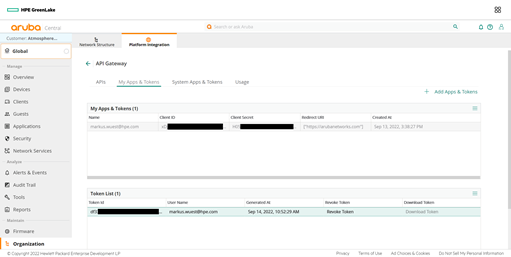 HPE GreenLake
aruba Central
Search or ask Aruba
Customer: Atmosphere...
Global
Network Structure
Platform Integration
Manage
Overview
Devices
Clients
Guests
Applications
Security
Network Services
Analyze
Alerts & Events
Audit Trail
Tools
Reports
Maintain
Firmware
Organization
API Gateway
APIs
My Apps & Tokens
System Apps & Tokens
Usage
Add Apps & Tokens
My Apps & Tokens (1)
Name Client ID Client Secret Redirect URI Created At
markus.wuest@hpe.com ["https://arubanetworks.com"] Sep 13, 2022, 3:38:27 PM
Token List (1)
Token Id User Name Generated At Revoke Token Download Token
markus.wuest@hpe.com Sep 14, 2022, 10:52:29 AM Revoke Token Download Token
© Copyright 2022 Hewlett Packard Enterprise Development LP
Privacy Terms of Use Ad Choices & Cookies Do Not Sell My Personal Information